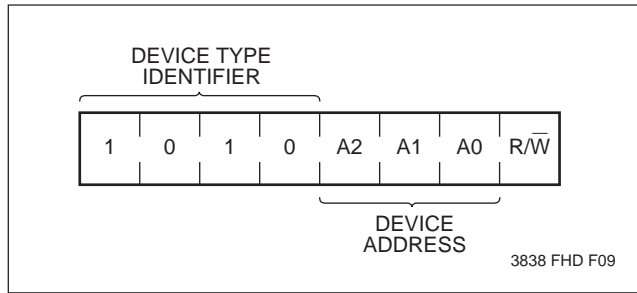 DEVICE TYPE
IDENTIFIER
1 0 1 0 A2 A1 A0 R/W̅
DEVICE
ADDRESS
3838 FHD F09